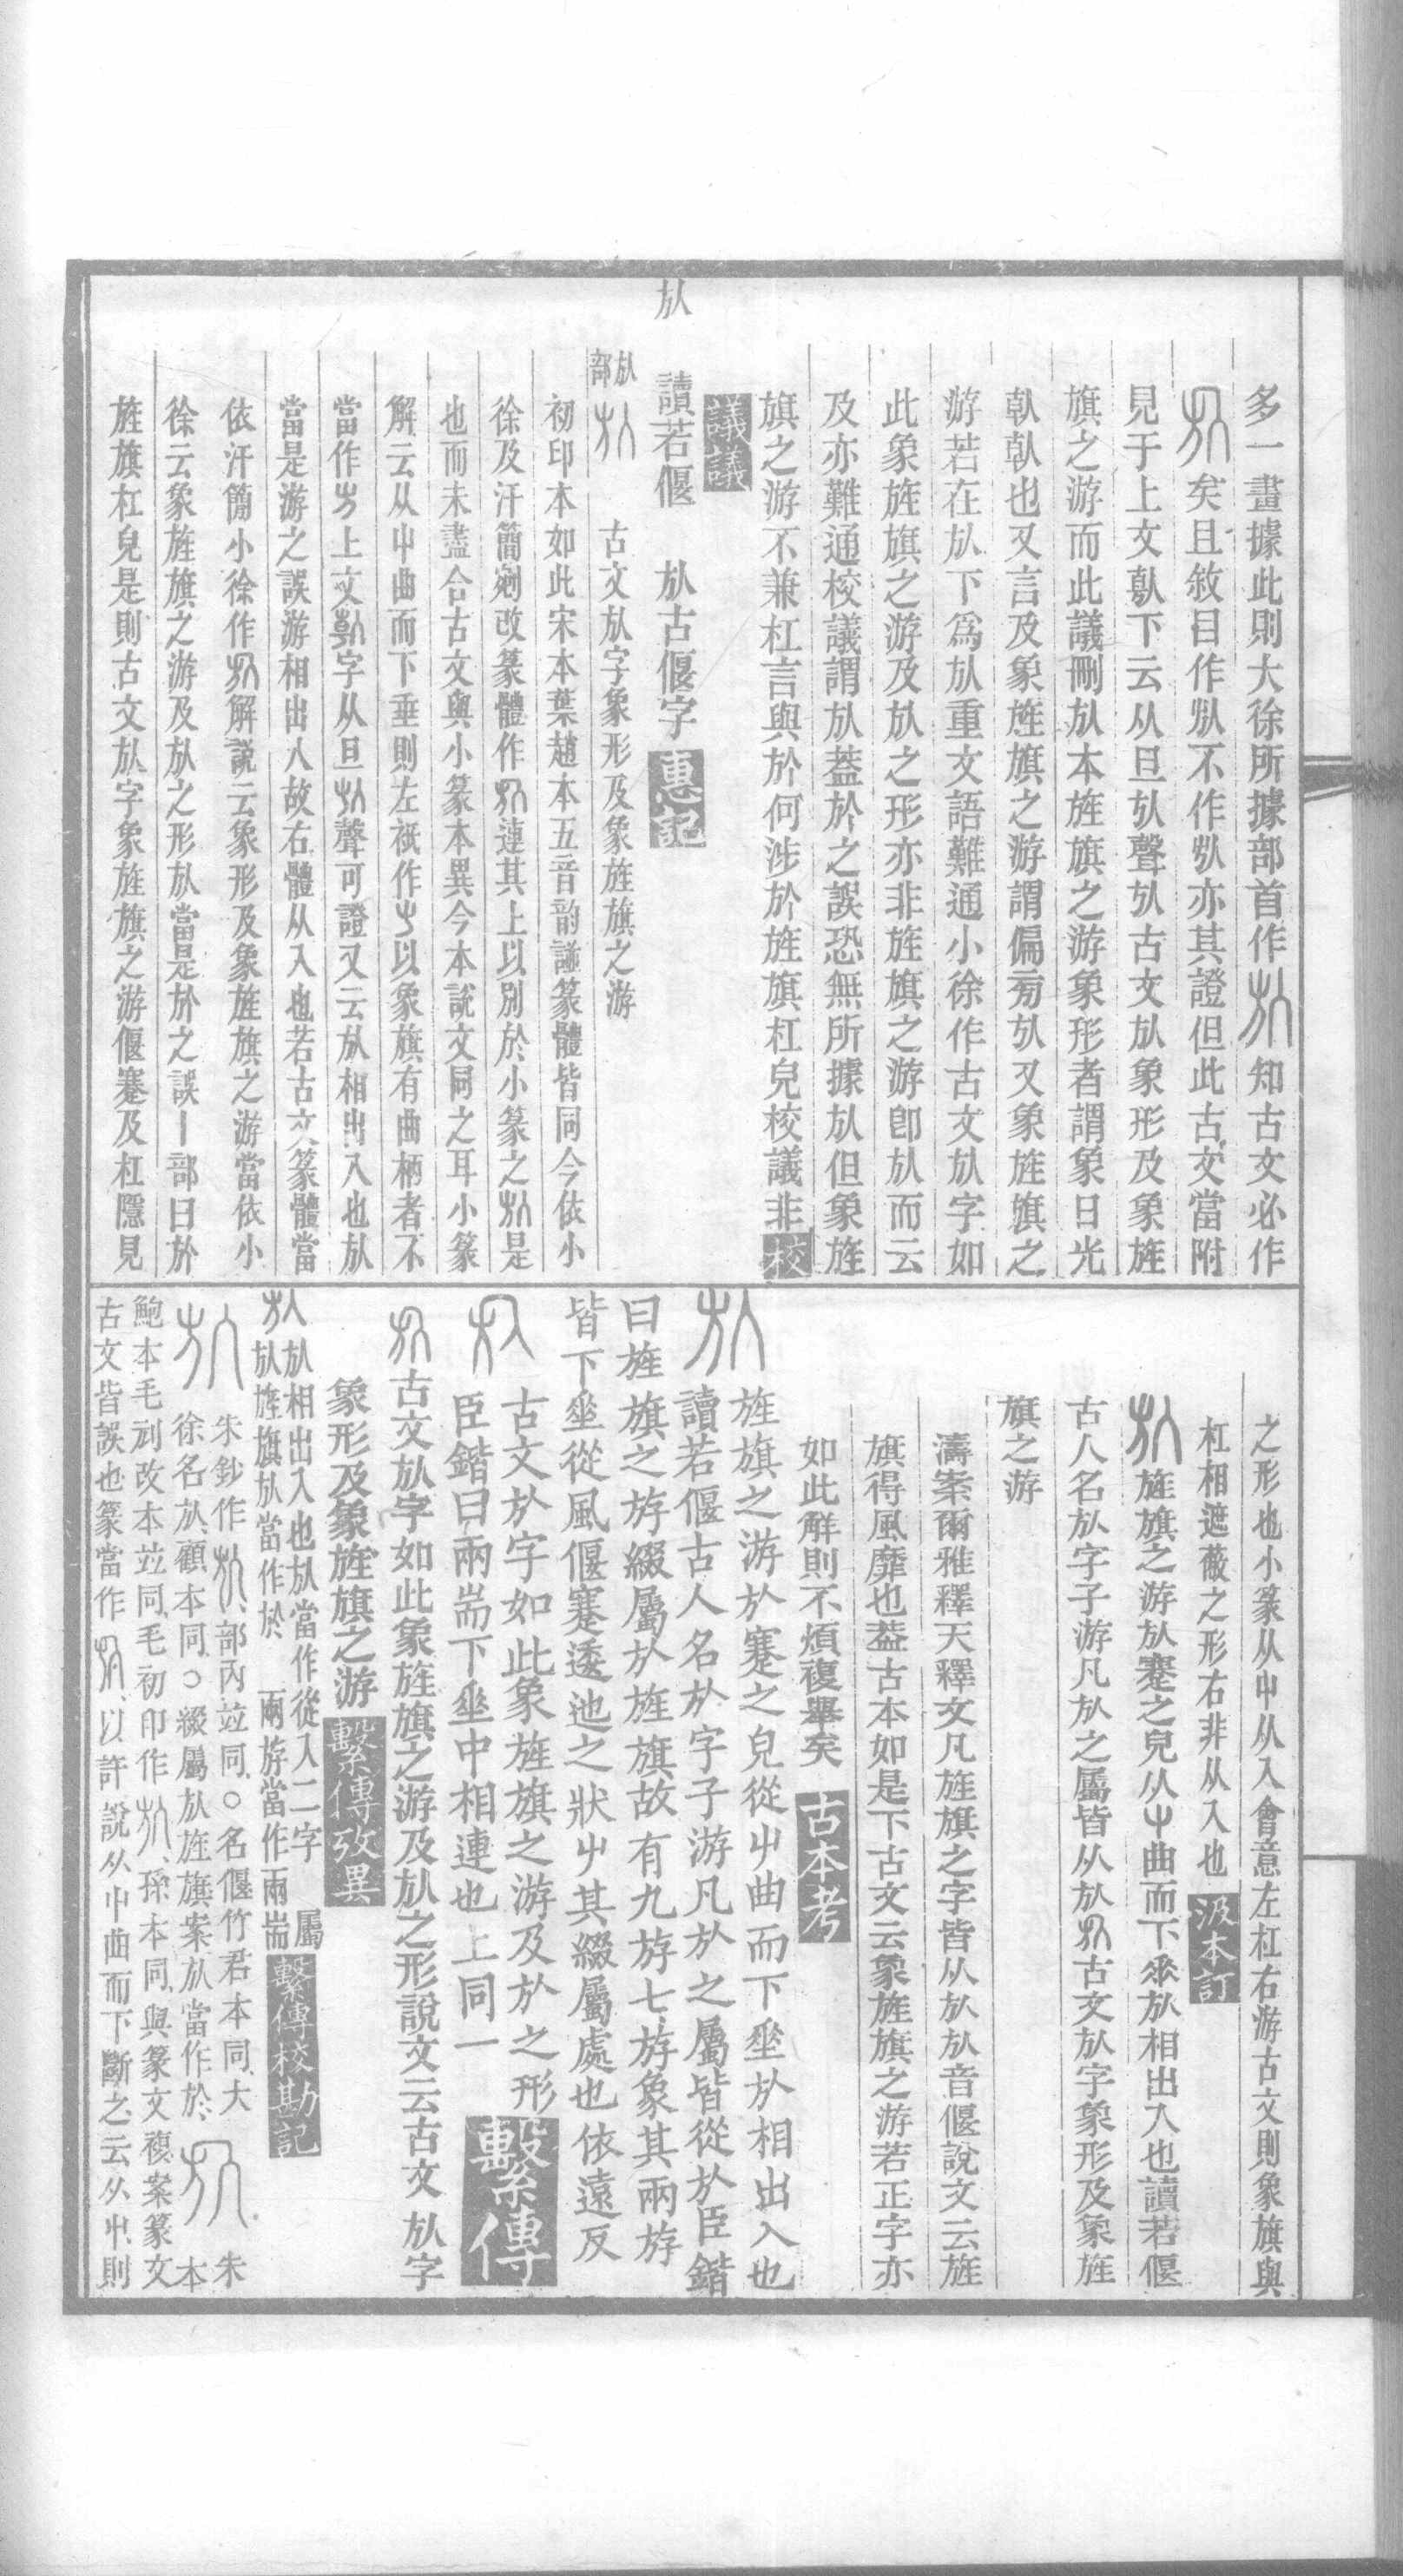 多一畫據此則大徐所據部首作㫃知古文必作
㫃矣且敘目作㫃不作㫃亦其證但此古文當附
見于上文倝下云从旦㫃聲㫃古文㫃象形及象旌
旗之游而此議刪㫃本旌旗之游象形者謂象日光
倝倝也又言及象旌旗之游謂偏旁㫃又象旌旗之
游若在㫃下爲㫃重文語難通小徐作古文㫃字如
此象旌旗之游及㫃之形亦非旌旗之游卽㫃而云
及亦難通校議謂㫃葢於之誤恐無所據㫃但象旌
旗之游不兼杠言與於何涉於旌旗杠皃校議非校
議議
㫃
讀若偃 㫃古偃字惠記
㫃部㫃 古文㫃字象形及象旌旗之游
初印本如此宋本葉趙本五音韵譜篆體皆同今依小
徐及汗簡剜改篆體作㫃連其上以別於小篆之㫃是
也而未盡合古文與小篆本異今本說文同之耳小篆
解云从屮曲而下垂則左衹作以象旗有曲柄者不
當作上文倝字从旦㫃聲可證又云㫃相出入也㫃
當是游之誤游相出入故右體从入也若古文篆體當
依汗簡小徐作㫃解說云象形及象旌旗之游當依小
徐云象旌旗之游及㫃之形㫃當是於之誤丨部曰於
旌旗杠皃是則古文㫃字象旌旗之游偃蹇及杠隱見
之形也小篆从屮从入會意左杠右游古文則象旗與
杠相遮蔽之形右非从入也汲本訂
㫃旌旗之游㫃蹇之皃从屮曲而下垂㫃相出入也讀若偃
古人名㫃字子游凡㫃之屬皆从㫃㫃古文㫃字象形及象旌
旗之游
濤案爾雅釋天釋文凡旌旗之字皆从㫃㫃音偃說文云旌
旗得風靡也葢古本如是下古文云象旌旗之游若正字亦
如此解則不煩複舉矣古本考
㫃旌旗之游於蹇之皃從屮曲而下垂㫃相出入也
讀若偃古人名㫃字子游凡㫃之屬皆從㫃臣鍇
曰旌旗之斿綴屬㫃旌旗故有九斿七斿象其兩斿
皆下垂從風偃蹇逶迆之狀屮其綴屬處也依遠反
㫃古文㫃字如此象旌旗之游及㫃之形
臣鍇曰兩耑下垂中相連也上同一繫傳
㫃古文㫃字如此象旌旗之游及㫃之形說文云古文㫃字
象形及象旌旗之游繫傳攷異
㫃㫃相出入也㫃當作從入二字 屬
㫃旌旗㫃當作於 兩斿當作兩耑繫傳校勘記
㫃朱鈔作㫃部內竝同○名偃竹君本同大
徐名㫃顧本同○綴屬㫃旌旗案㫃當作於㫃朱本
鮑本毛刓改本竝同毛初印作㫃孫本同與篆文複案篆文
古文皆誤也篆當作㫃以許說从屮曲而下斷之云从屮則